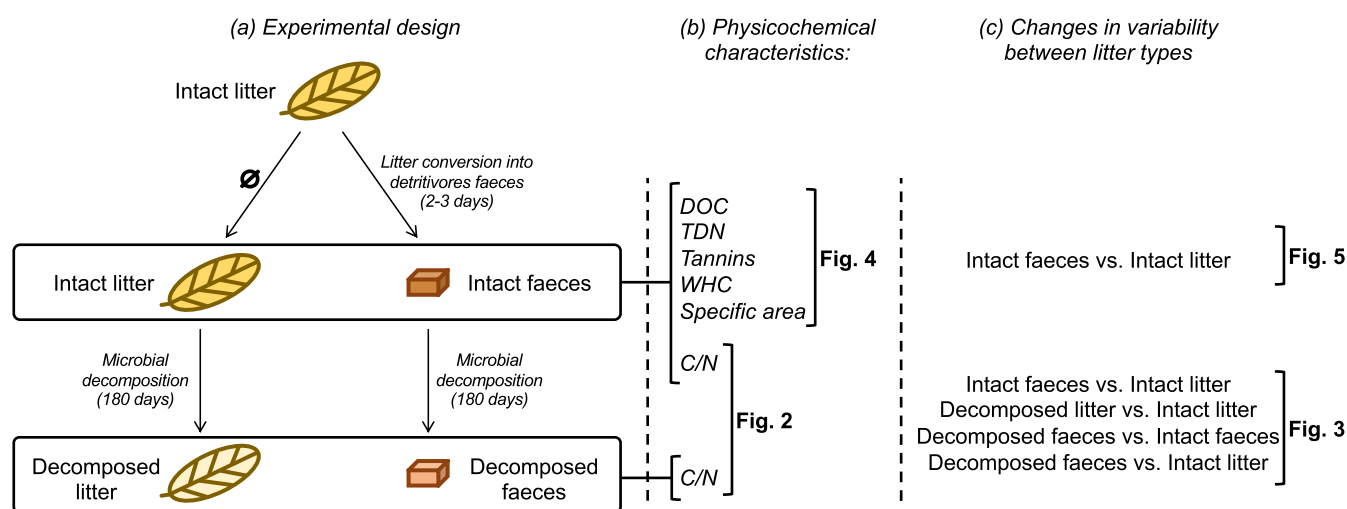 (a) Experimental design
Intact litter
Ø
Litter conversion into
detritivores faeces
(2-3 days)
Intact litter
Intact faeces
Microbial
decomposition
(180 days)
Microbial
decomposition
(180 days)
Decomposed
litter
Decomposed
faeces
(b) Physicochemical
characteristics:
DOC
TDN
Tannins
WHC
Specific area
Fig. 4
C/N
Fig. 2
C/N
(c) Changes in variability
between litter types
Intact faeces vs. Intact litter
Fig. 5
Intact faeces vs. Intact litter
Decomposed litter vs. Intact litter
Decomposed faeces vs. Intact faeces
Decomposed faeces vs. Intact litter
Fig. 3